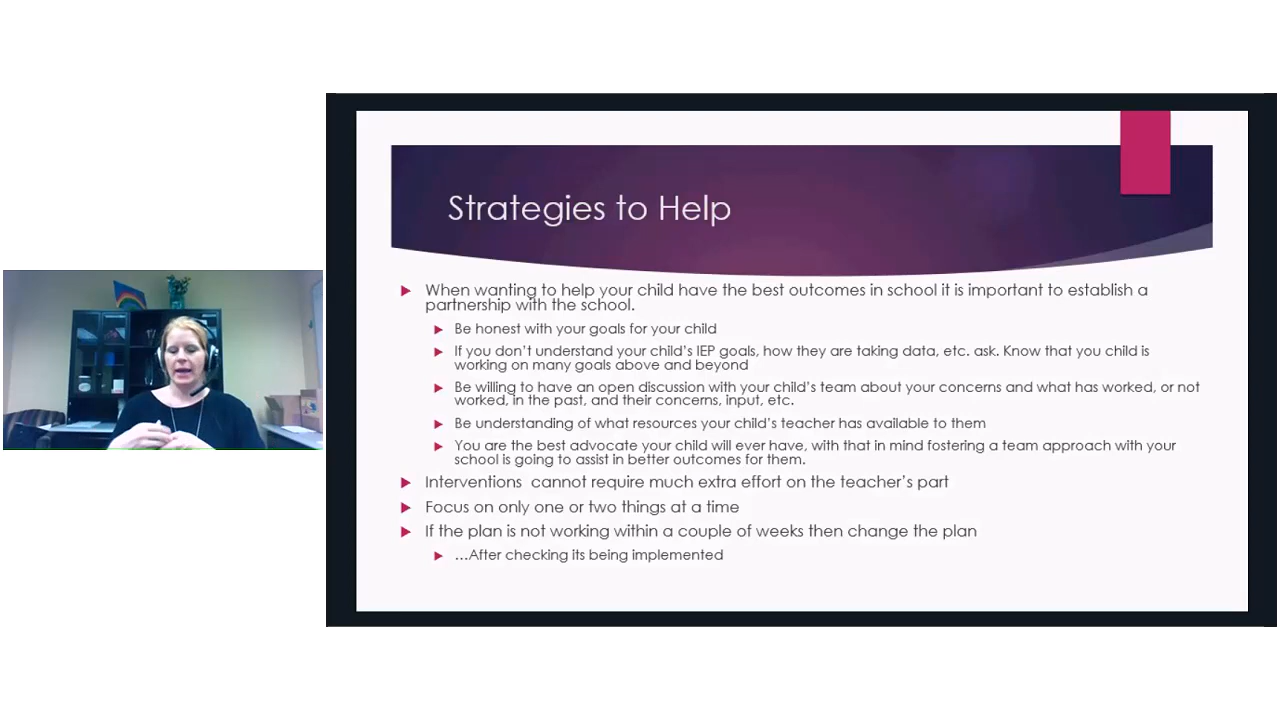 Strategies to Help
When wanting to help your child have the best outcomes in school it is important to establish a
partnership with the school.
Be honest with your goals for your child
If you don't understand your child's IEP goals, how they are taking data, etc. ask. Know that you child is
working on many goals above and beyond
Be willing to have an open discussion with your child's team about your concerns and what has worked, or not
worked, in the past, and their concerns, input, etc.
Be understanding of what resources your child's teacher has available to them
You are the best advocate your child will ever have, with that in mind fostering a team approach with your
school is going to assist in better outcomes for them.
Interventions cannot require much extra effort on the teacher's part
Focus on only one or two things at a time
If the plan is not working within a couple of weeks then change the plan
…After checking its being implemented